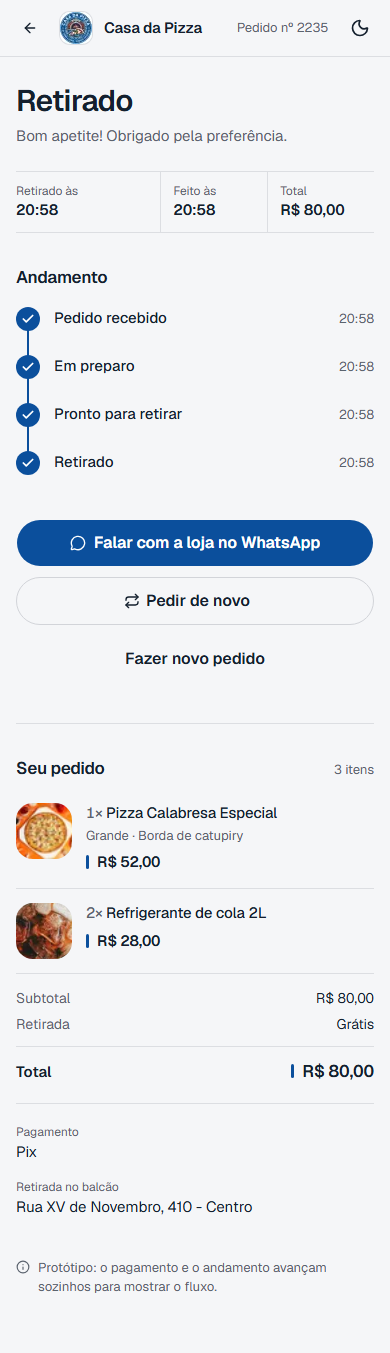 Casa da Pizza
Pedido nº 2235
Retirado
Bom apetite! Obrigado pela preferência.
Retirado às
20:58
Feito às
20:58
Total
R$ 80,00
Andamento
Pedido recebido 20:58
Em preparo 20:58
Pronto para retirar 20:58
Retirado 20:58
Falar com a loja no WhatsApp
Pedir de novo
Fazer novo pedido
Seu pedido 3 itens
1× Pizza Calabresa Especial
Grande · Borda de catupiry
R$ 52,00
2× Refrigerante de cola 2L
R$ 28,00
Subtotal R$ 80,00
Retirada Grátis
Total R$ 80,00
Pagamento
Pix
Retirada no balcão
Rua XV de Novembro, 410 - Centro
Protótipo: o pagamento e o andamento avançam
sozinhos para mostrar o fluxo.